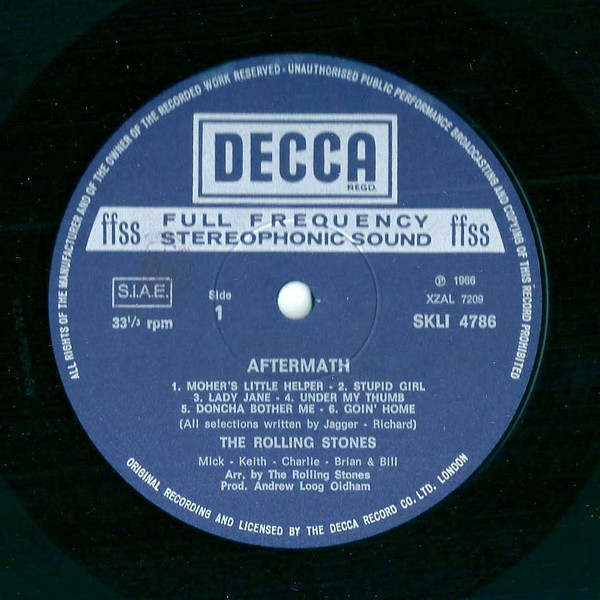 ALL RIGHTS OF THE MANUFACTURER AND OF THE OWNER OF THE RECORDED WORK RESERVED - UNAUTHORISED PUBLIC PERFORMANCE BROADCASTING AND COPYING OF THIS RECORD PROHIBITED
DECCA
REGD.
ffss FULL FREQUENCY STEREOPHONIC SOUND ffss
S.I.A.E.
33⅓ rpm
Side
1
℗ 1966
XZAL 7209
SKLI 4786
AFTERMATH
1. MOHER'S LITTLE HELPER - 2. STUPID GIRL
3. LADY JANE - 4. UNDER MY THUMB
5. DONCHA BOTHER ME - 6. GOIN' HOME
(All selections written by Jagger - Richard)
THE ROLLING STONES
Mick - Keith - Charlie - Brian & Bill
Arr. by The Rolling Stones
Prod. Andrew Loog Oldham
ORIGINAL RECORDING AND LICENSED BY THE DECCA RECORD CO. LTD. LONDON